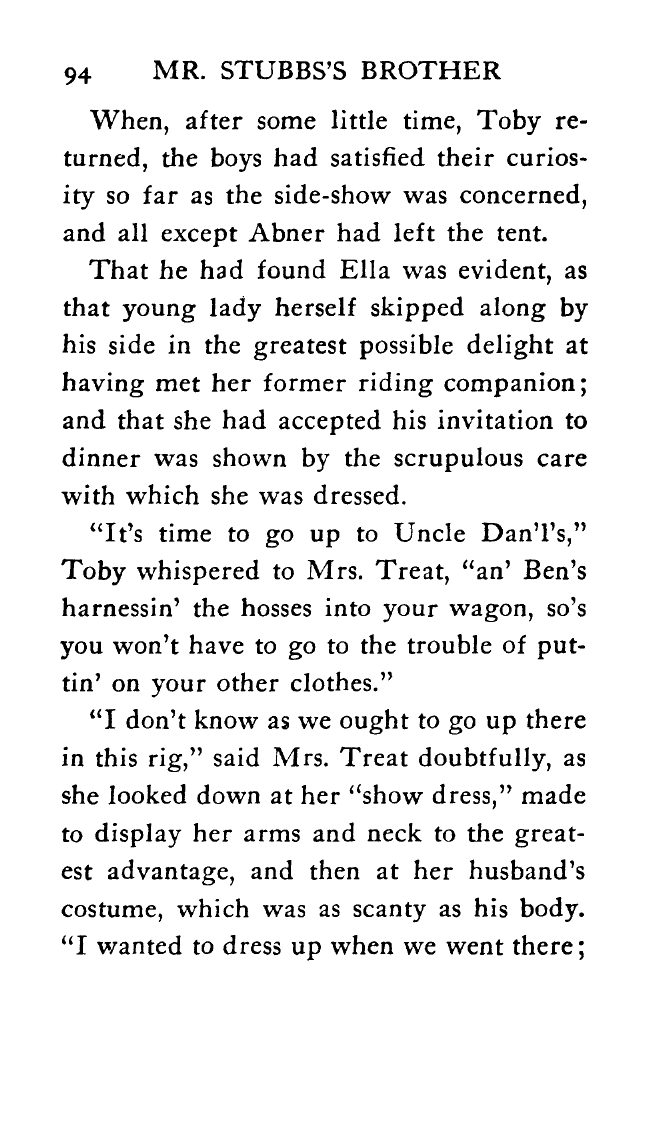 94 MR. STUBBS'S BROTHER
When, after some little time, Toby re-
turned, the boys had satisfied their curios-
ity so far as the side-show was concerned,
and all except Abner had left the tent.
That he had found Ella was evident, as
that young lady herself skipped along by
his side in the greatest possible delight at
having met her former riding companion;
and that she had accepted his invitation to
dinner was shown by the scrupulous care
with which she was dressed.
"It's time to go up to Uncle Dan'l's,"
Toby whispered to Mrs. Treat, "an' Ben's
harnessin' the hosses into your wagon, so's
you won't have to go to the trouble of put-
tin' on your other clothes."
"I don't know as we ought to go up there
in this rig," said Mrs. Treat doubtfully, as
she looked down at her "show dress," made
to display her arms and neck to the great-
est advantage, and then at her husband's
costume, which was as scanty as his body.
"I wanted to dress up when we went there;